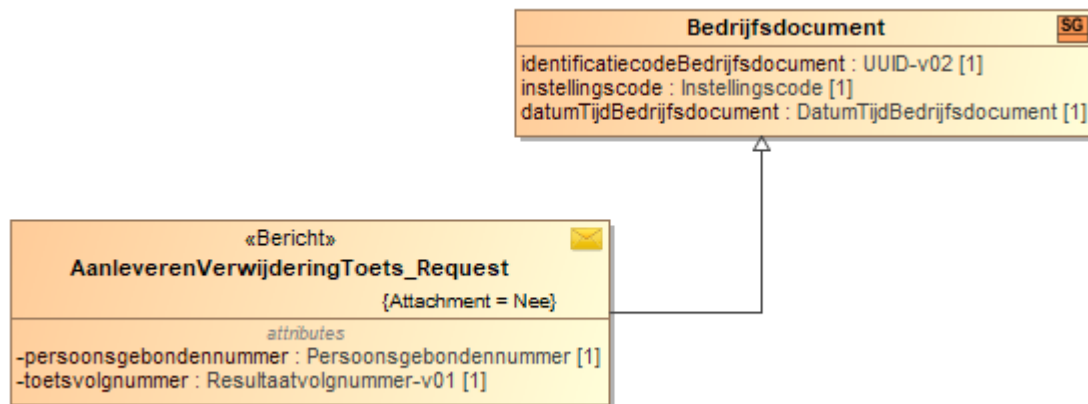 Bedrijfsdocument
SG
identificatiecodeBedrijfsdocument : UUID-v02 [1]
instellingscode : Instellingscode [1]
datumTijdBedrijfsdocument : DatumTijdBedrijfsdocument [1]
«Bericht»
AanleverenVerwijderingToets_Request
{Attachment = Nee}
attributes
-persoonsgebondennummer : Persoonsgebondennummer [1]
-toetsvolgnummer : Resultaatvolgnummer-v01 [1]